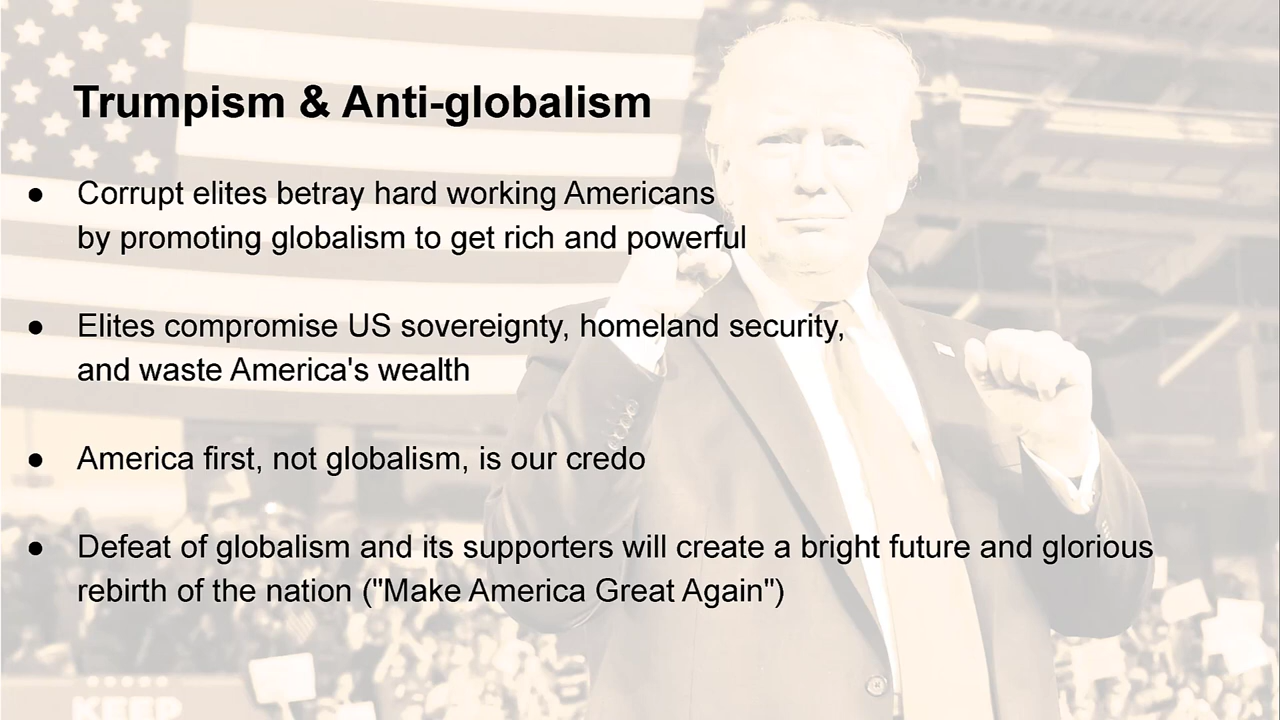 Trumpism & Anti-globalism
● Corrupt elites betray hard working Americans
by promoting globalism to get rich and powerful
● Elites compromise US sovereignty, homeland security,
and waste America's wealth
● America first, not globalism, is our credo
● Defeat of globalism and its supporters will create a bright future and glorious
rebirth of the nation ("Make America Great Again")
KEEP